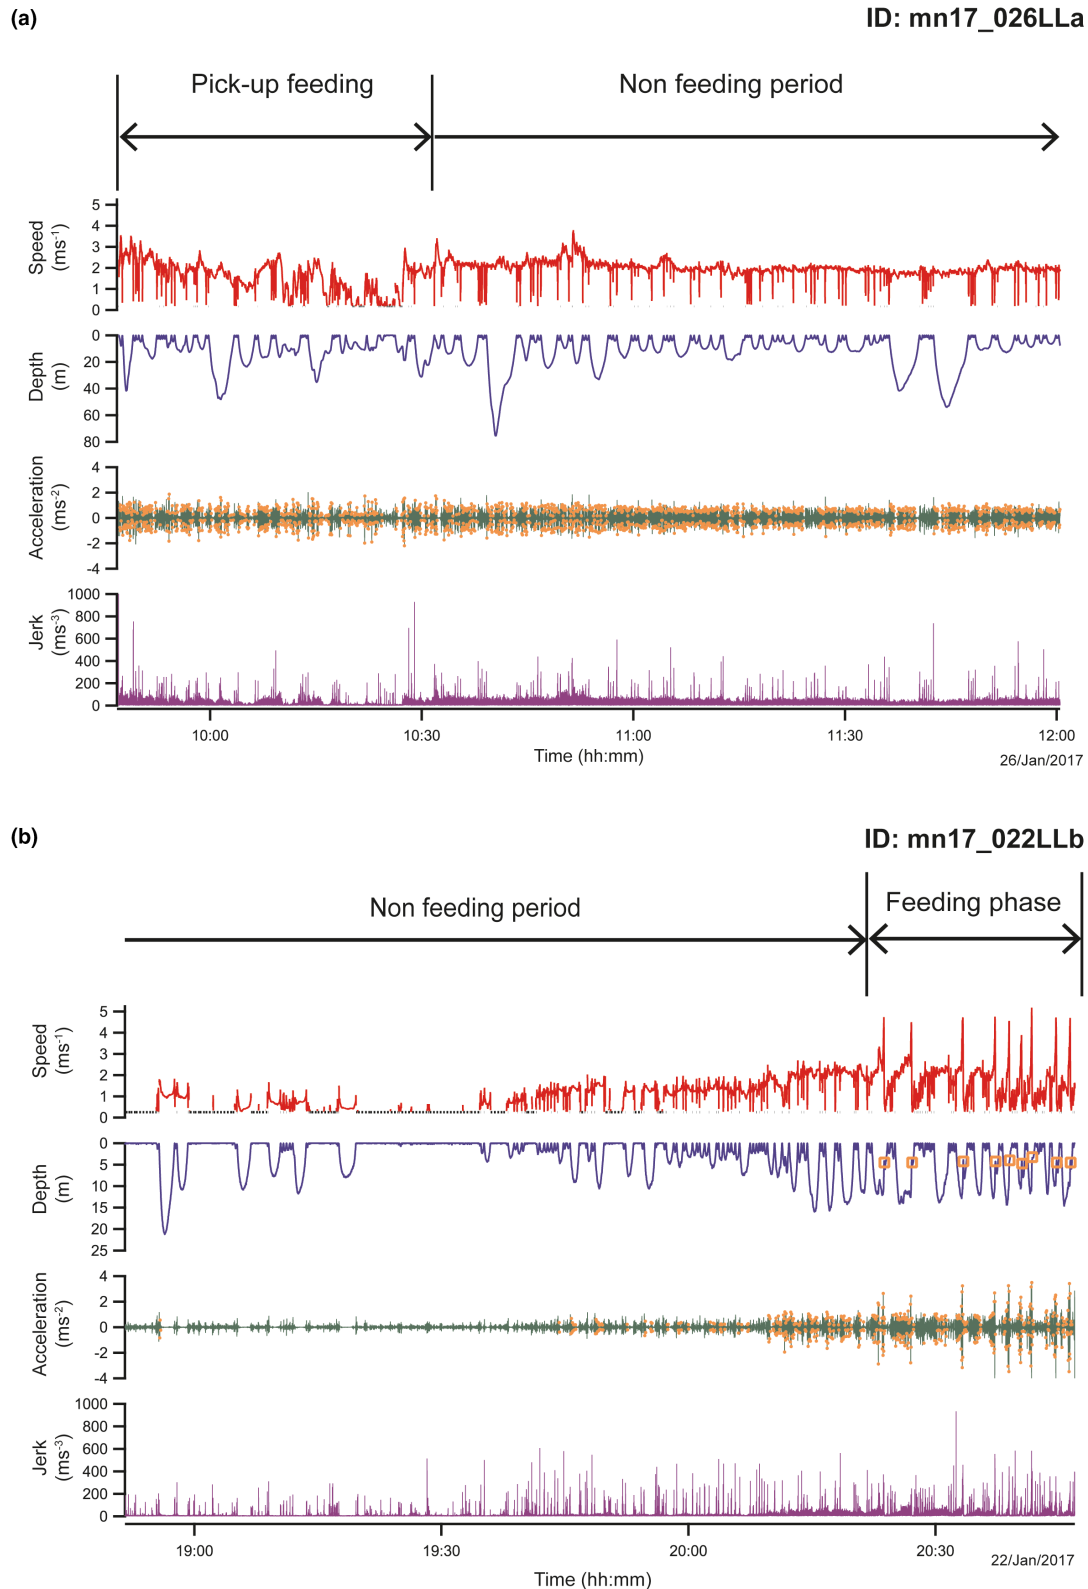 (a)
ID: mn17_026LLa
Pick-up feeding
Non feeding period
Speed
(ms-1)
5
4
3
2
1
0
Depth
(m)
0
20
40
60
80
Acceleration
(ms-2)
4
2
0
-2
-4
Jerk
(ms-3)
1000
800
600
400
200
0
10:00
10:30
11:00
11:30
12:00
Time (hh:mm)
26/Jan/2017
(b)
ID: mn17_022LLb
Non feeding period
Feeding phase
Speed
(ms-1)
5
4
3
2
1
0
Depth
(m)
0
5
10
15
20
25
Acceleration
(ms-2)
4
2
0
-2
-4
Jerk
(ms-3)
1000
800
600
400
200
0
19:00
19:30
20:00
20:30
22/Jan/2017
Time (hh:mm)